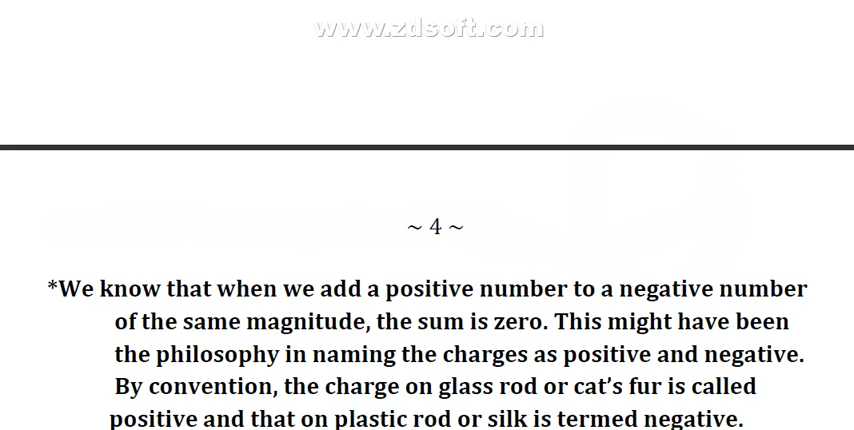 www.zdsoft.com
~ 4 ~
*We know that when we add a positive number to a negative number
of the same magnitude, the sum is zero. This might have been
the philosophy in naming the charges as positive and negative.
By convention, the charge on glass rod or cat’s fur is called
positive and that on plastic rod or silk is termed negative.